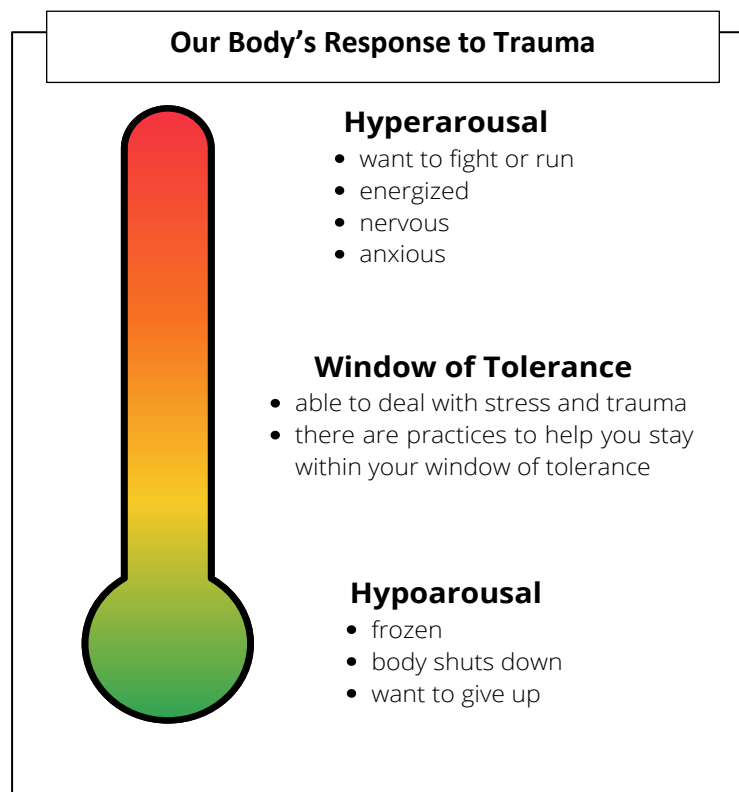 Our Body’s Response to Trauma
Hyperarousal
• want to fight or run
• energized
• nervous
• anxious
Window of Tolerance
• able to deal with stress and trauma
• there are practices to help you stay
within your window of tolerance
Hypoarousal
• frozen
• body shuts down
• want to give up